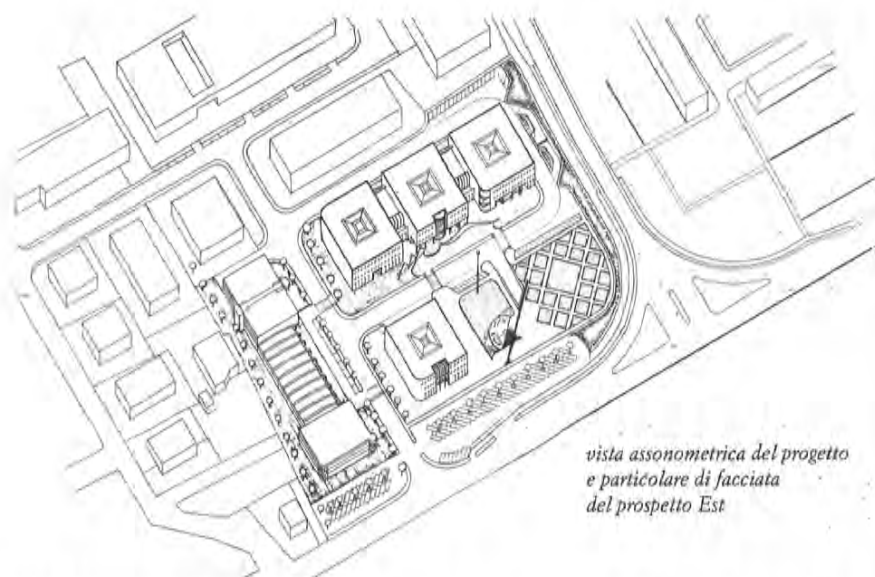 vista assonometrica del progetto
e particolare di facciata
del prospetto Est